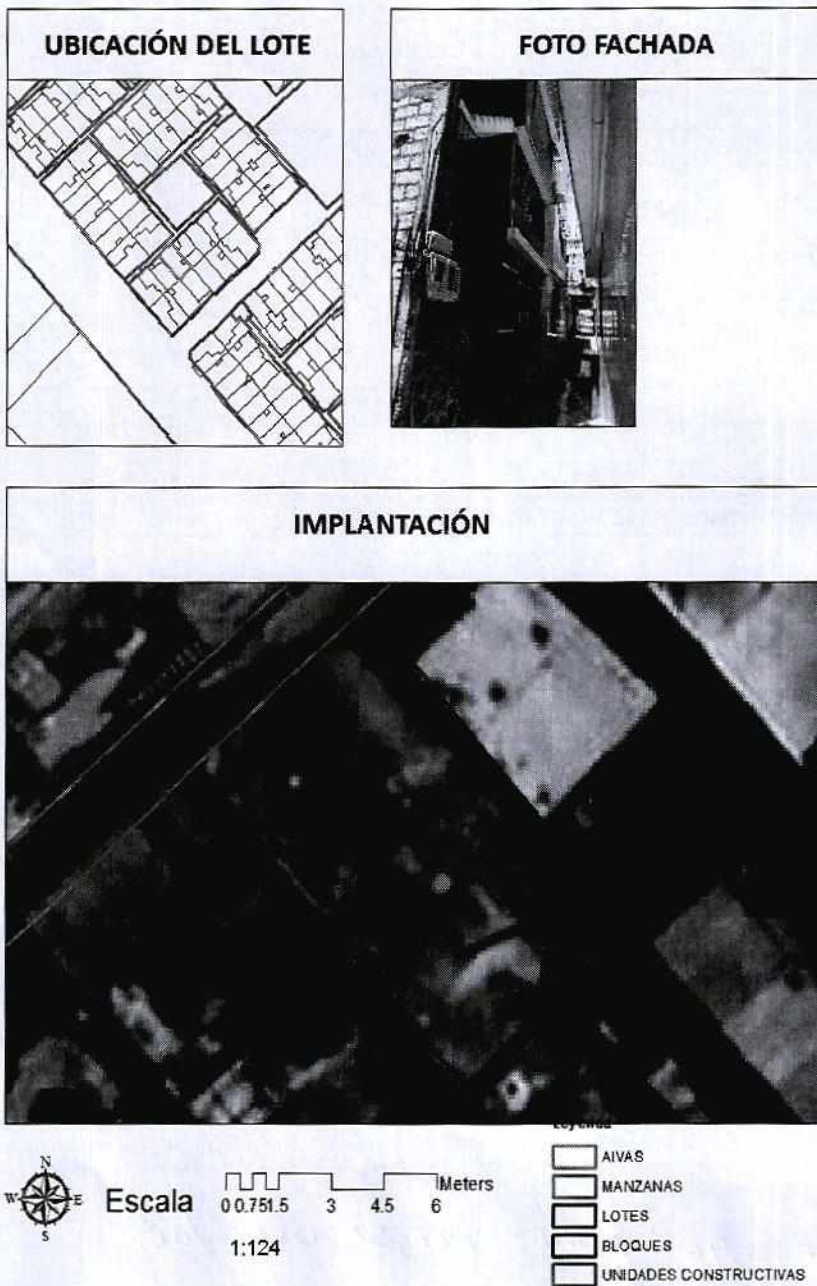 UBICACIÓN DEL LOTE
FOTO FACHADA
IMPLANTACIÓN
N
W E
S
Escala
Meters
0 0.75 1.5 3 4.5 6
1:124
Leyenda
AIVAS
MANZANAS
LOTES
BLOQUES
UNIDADES CONSTRUCTIVAS